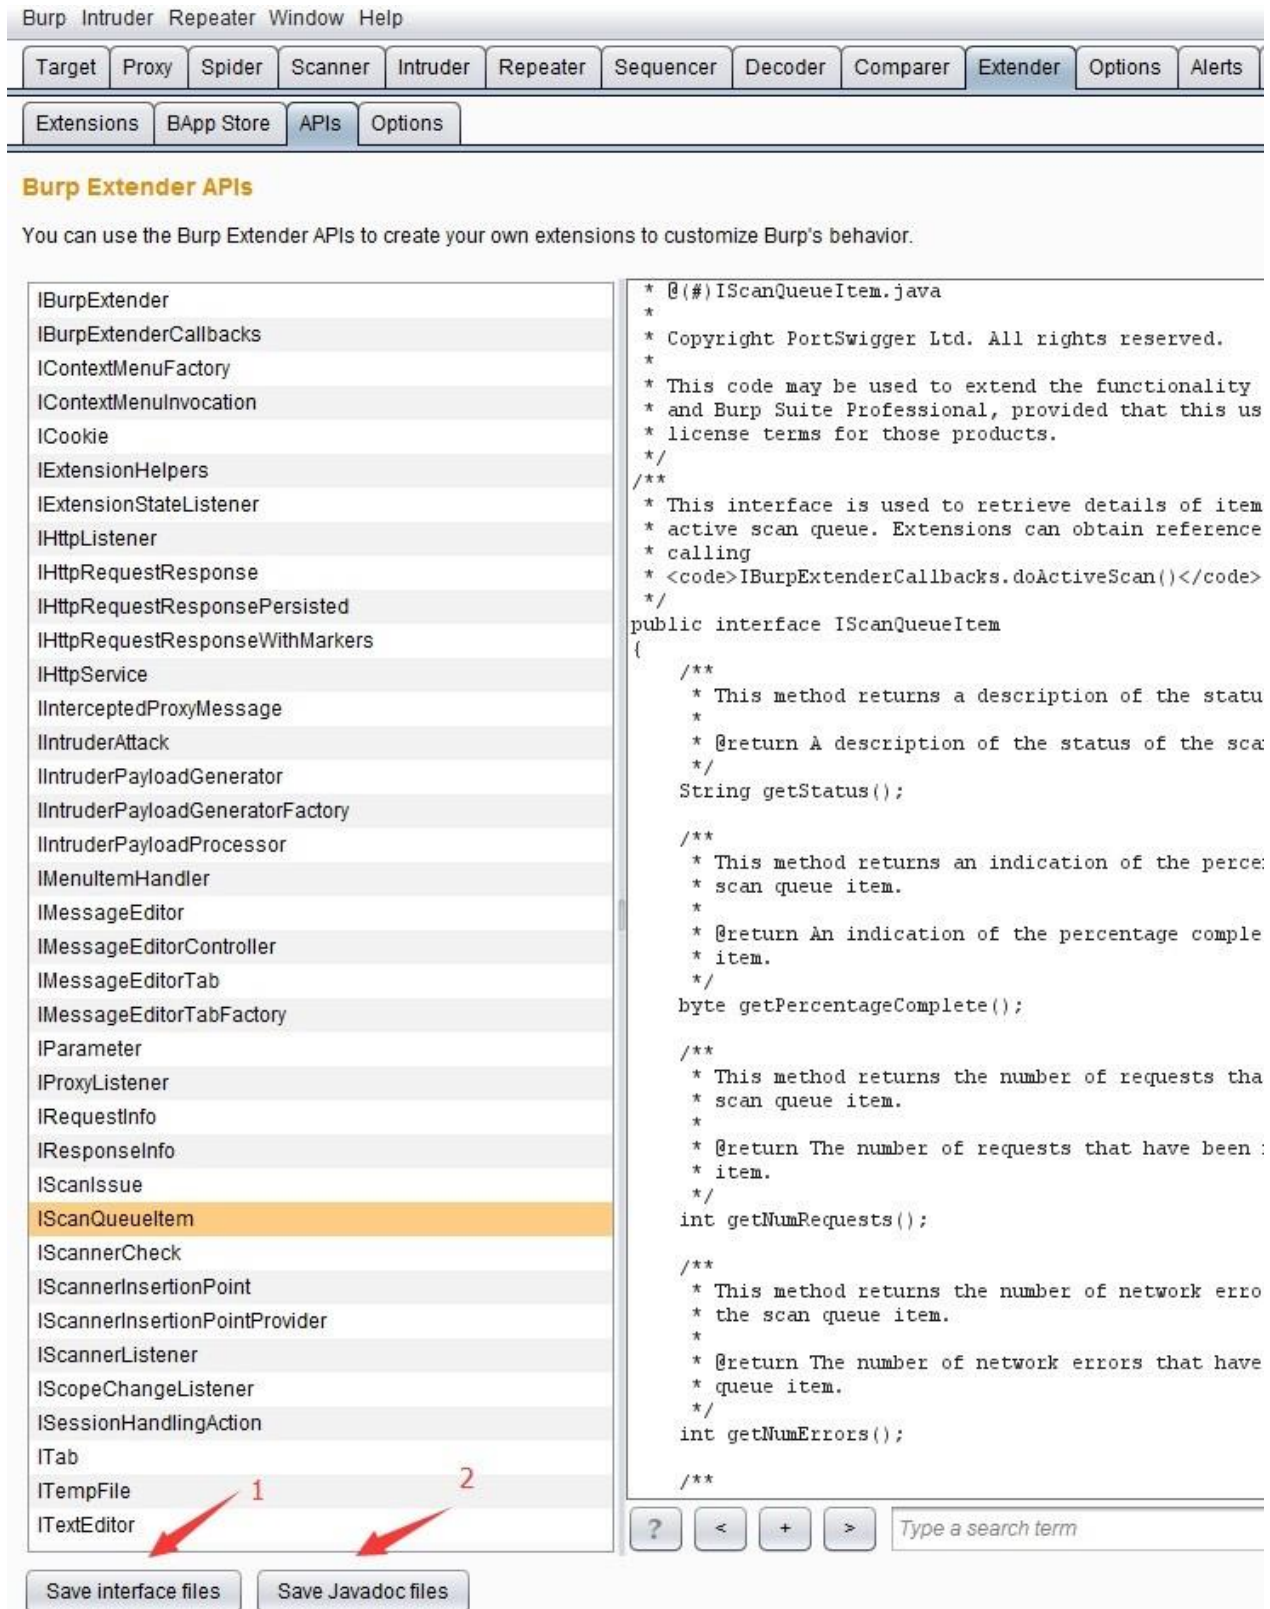 Burp Intruder Repeater Window Help
Target Proxy Spider Scanner Intruder Repeater Sequencer Decoder Comparer Extender Options Alerts
Extensions BApp Store APIs Options
Burp Extender APIs
You can use the Burp Extender APIs to create your own extensions to customize Burp's behavior.
IBurpExtender
IBurpExtenderCallbacks
IContextMenuFactory
IContextMenuInvocation
ICookie
IExtensionHelpers
IExtensionStateListener
IHttpListener
IHttpRequestResponse
IHttpRequestResponsePersisted
IHttpRequestResponseWithMarkers
IHttpService
IInterceptedProxyMessage
IIntruderAttack
IIntruderPayloadGenerator
IIntruderPayloadGeneratorFactory
IIntruderPayloadProcessor
IMenuItemHandler
IMessageEditor
IMessageEditorController
IMessageEditorTab
IMessageEditorTabFactory
IParameter
IProxyListener
IRequestInfo
IResponseInfo
IScanIssue
IScanQueueItem
IScannerCheck
IScannerInsertionPoint
IScannerInsertionPointProvider
IScannerListener
IScopeChangeListener
ISessionHandlingAction
ITab
ITempFile
ITextEditor
1
2
Save interface files
Save Javadoc files
* @(#)IScanQueueItem.java
*
* Copyright PortSwigger Ltd. All rights reserved.
*
* This code may be used to extend the functionality
* and Burp Suite Professional, provided that this us
* license terms for those products.
*/
/**
* This interface is used to retrieve details of item
* active scan queue. Extensions can obtain reference
* calling
* <code>IBurpExtenderCallbacks.doActiveScan()</code>
*/
public interface IScanQueueItem
{
/**
* This method returns a description of the statu
*
* @return A description of the status of the sca
*/
String getStatus();
/**
* This method returns an indication of the perce
* scan queue item.
*
* @return An indication of the percentage comple
* item.
*/
byte getPercentageComplete();
/**
* This method returns the number of requests tha
* scan queue item.
*
* @return The number of requests that have been
* item.
*/
int getNumRequests();
/**
* This method returns the number of network erro
* the scan queue item.
*
* @return The number of network errors that have
* queue item.
*/
int getNumErrors();
/**
? < + > Type a search term